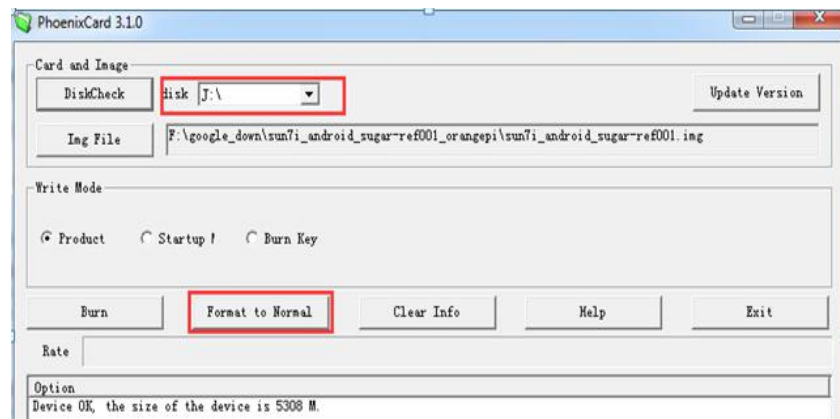 PhoenixCard 3.1.0
Card and Image
DiskCheck disk J:\ Update Version
Img File F:\google_down\sun7i_android_sugar-ref001_orangepi\sun7i_android_sugar-ref001.img
Write Mode
Product Startup Burn Key
Burn Format to Normal Clear Info Help Exit
Rate
Option
Device OK, the size of the device is 5308 M.